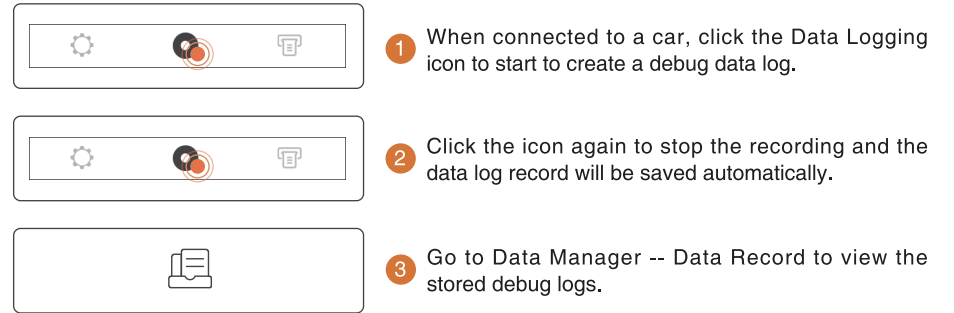 1 When connected to a car, click the Data Logging
icon to start to create a debug data log.
2 Click the icon again to stop the recording and the
data log record will be saved automatically.
3 Go to Data Manager -- Data Record to view the
stored debug logs.